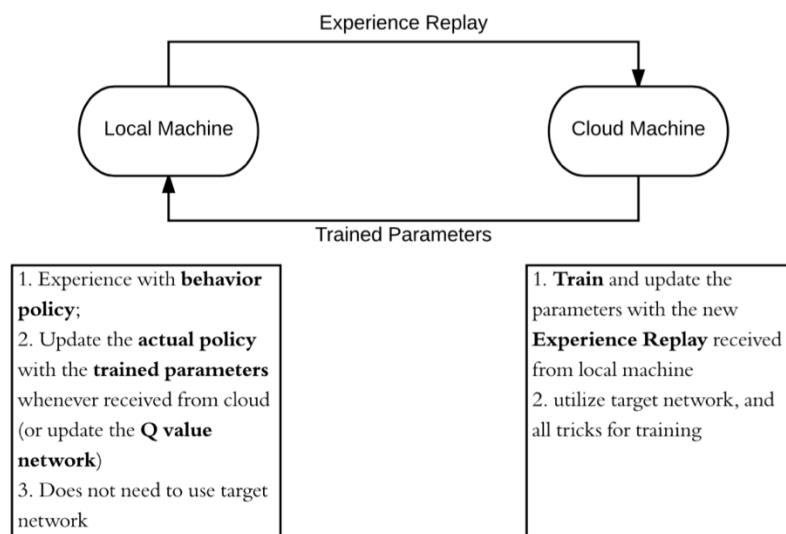 Experience Replay
Local Machine
Cloud Machine
Trained Parameters
1. Experience with behavior
policy;
2. Update the actual policy
with the trained parameters
whenever received from cloud
(or update the Q value
network)
3. Does not need to use target
network
1. Train and update the
parameters with the new
Experience Replay received
from local machine
2. utilize target network, and
all tricks for training